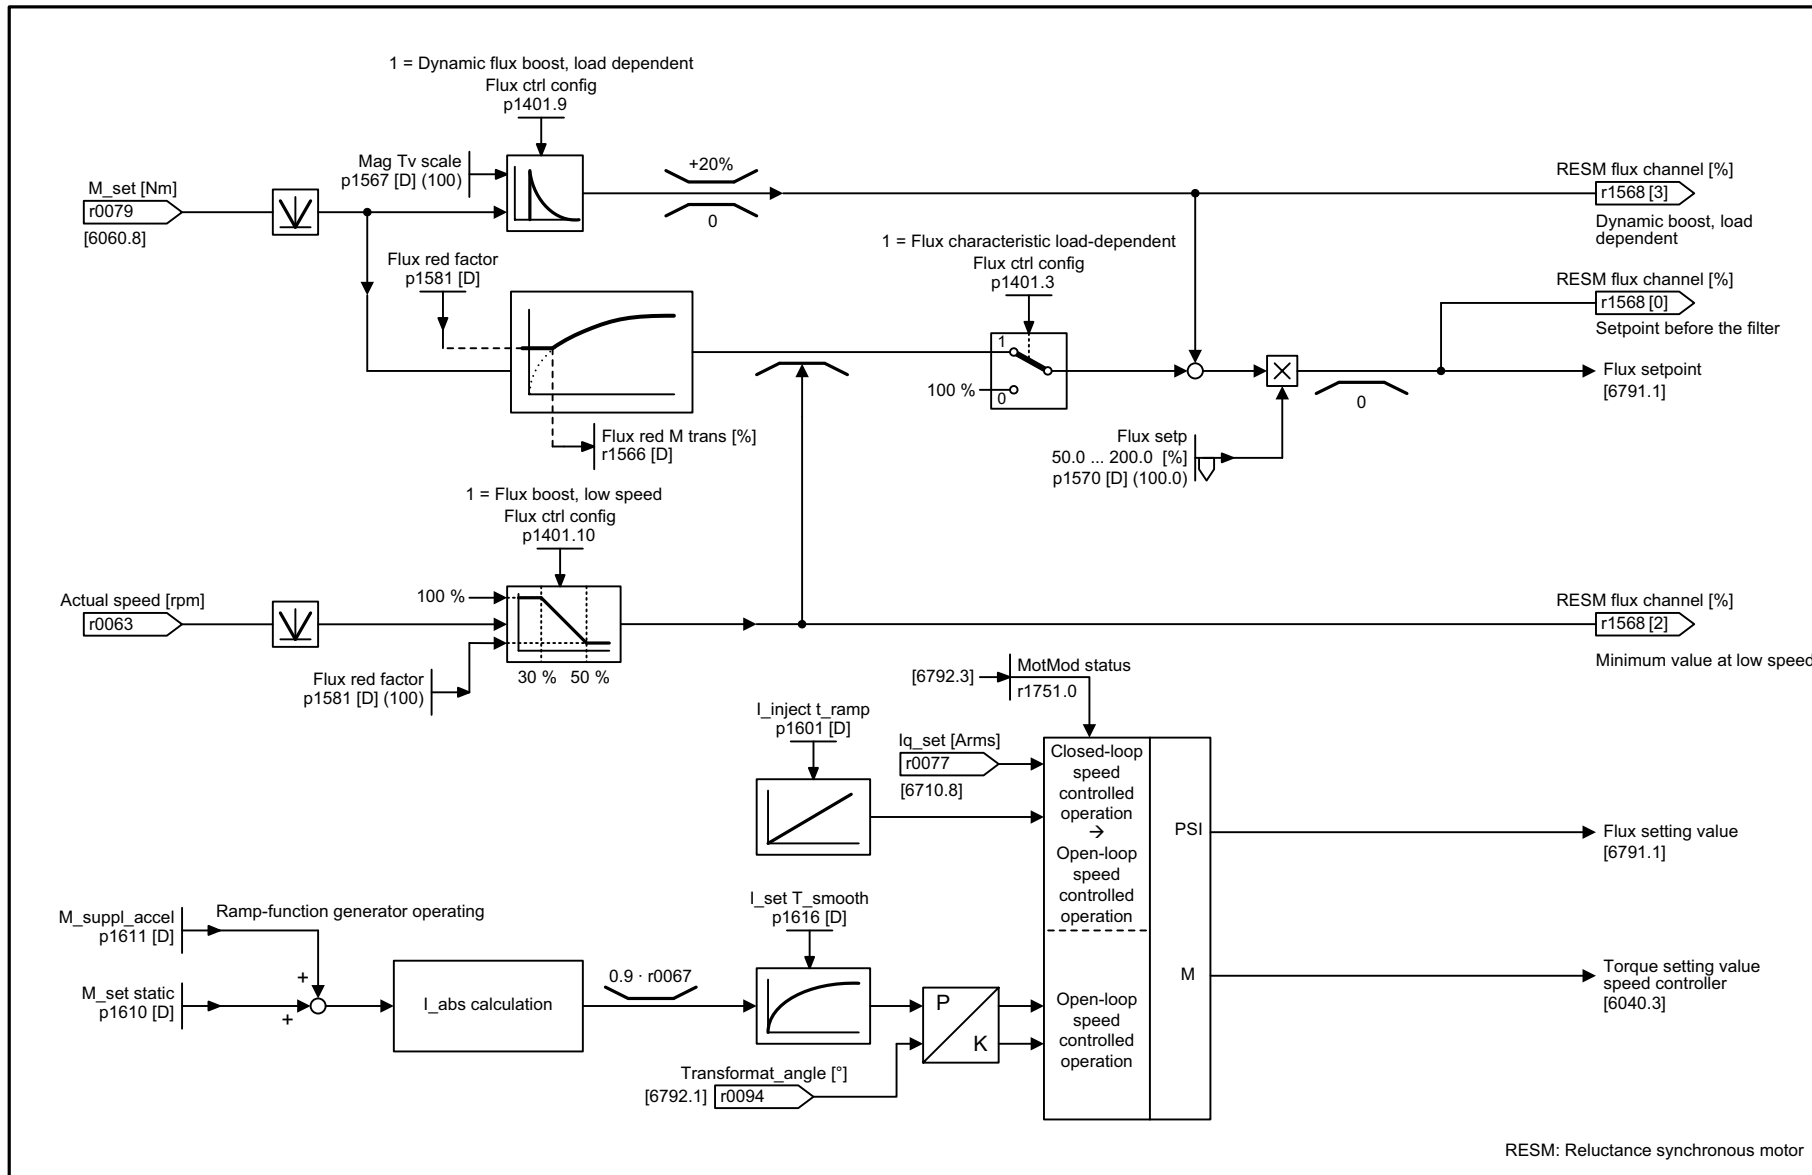 1 = Dynamic flux boost, load dependent
Flux ctrl config
p1401.9
Mag Tv scale
p1567 [D] (100)
+20%
0
RESM flux channel [%]
r1568 [3]
Dynamic boost, load
dependent
M_set [Nm]
r0079
[6060.8]
Flux red factor
p1581 [D]
1 = Flux characteristic load-dependent
Flux ctrl config
p1401.3
1
100 %
0
RESM flux channel [%]
r1568 [0]
Setpoint before the filter
Flux setpoint
[6791.1]
0
Flux red M trans [%]
r1566 [D]
Flux setp
50.0 ... 200.0 [%]
p1570 [D] (100.0)
1 = Flux boost, low speed
Flux ctrl config
p1401.10
100 %
Actual speed [rpm]
r0063
Flux red factor
p1581 [D] (100)
30 % 50 %
RESM flux channel [%]
r1568 [2]
Minimum value at low speed
[6792.3]
MotMod status
r1751.0
I_inject t_ramp
p1601 [D]
Iq_set [Arms]
r0077
[6710.8]
Closed-loop
speed
controlled
operation
→
Open-loop
speed
controlled
operation
PSI
Flux setting value
[6791.1]
M_suppl_accel
p1611 [D]
Ramp-function generator operating
+
M_set static
p1610 [D]
+
I_abs calculation
0.9 · r0067
I_set T_smooth
p1616 [D]
P
K
Transformat_angle [°]
[6792.1]
r0094
Open-loop
speed
controlled
operation
M
Torque setting value
speed controller
[6040.3]
RESM: Reluctance synchronous motor